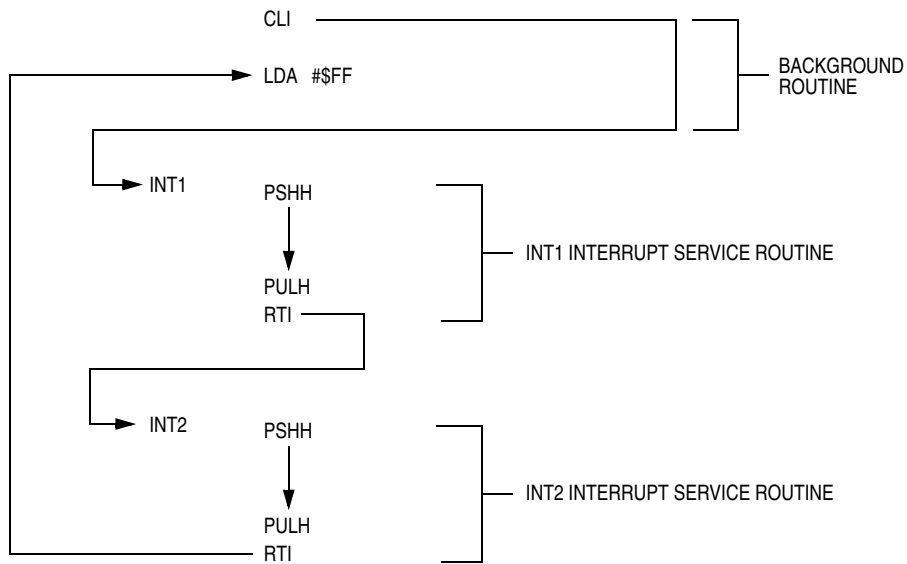 CLI
LDA #$FF
BACKGROUND
ROUTINE
INT1
PSHH
INT1 INTERRUPT SERVICE ROUTINE
PULH
RTI
INT2
PSHH
INT2 INTERRUPT SERVICE ROUTINE
PULH
RTI